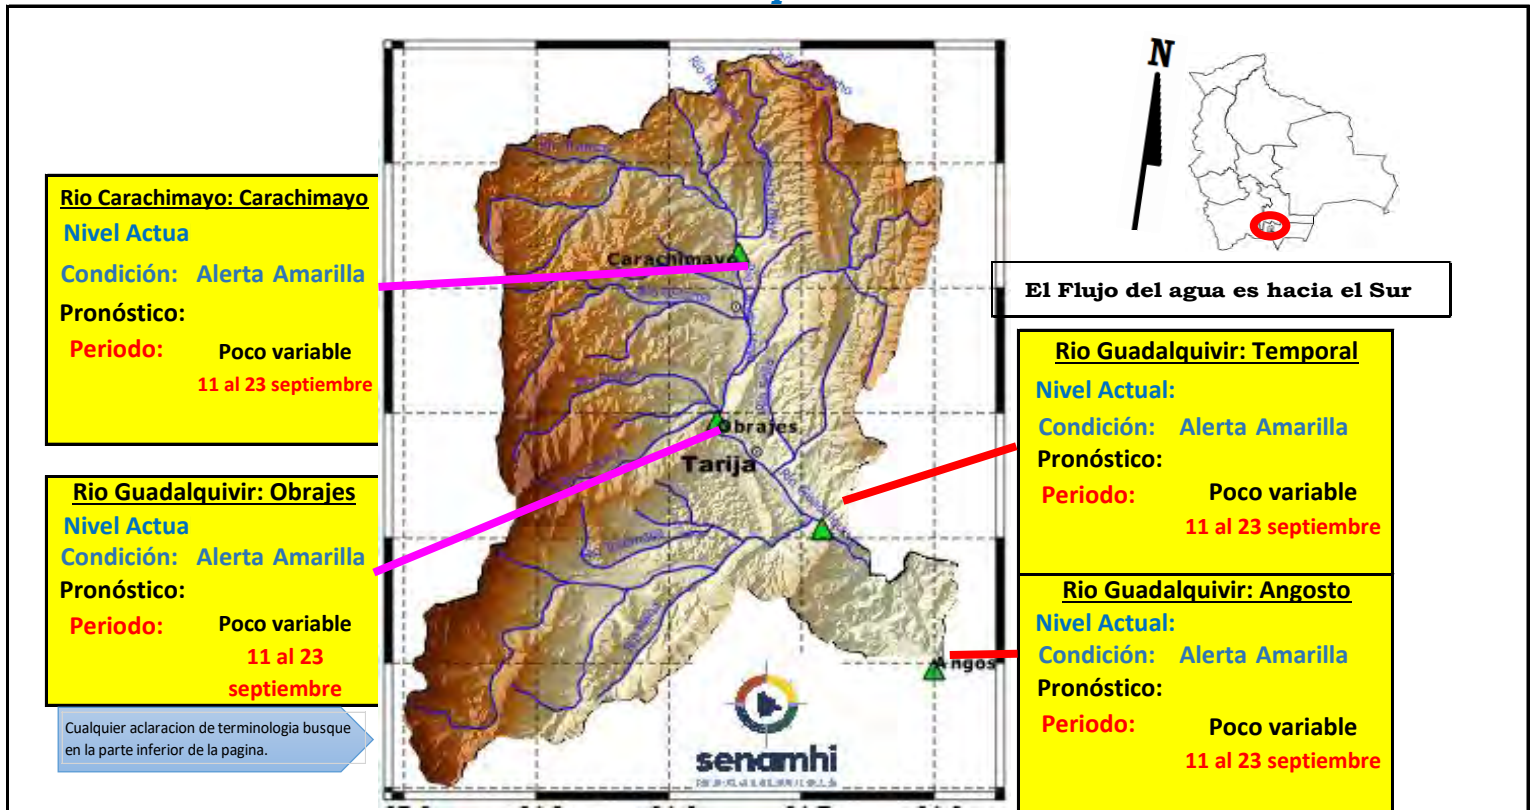 N
Rio Carachimayo: Carachimayo
Nivel Actua
Condición: Alerta Amarilla
Pronóstico:
Periodo: Poco variable
11 al 23 septiembre
Rio Guadalquivir: Obrajes
Nivel Actua
Condición: Alerta Amarilla
Pronóstico:
Periodo: Poco variable
11 al 23
septiembre
Cualquier aclaracion de terminologia busque
en la parte inferior de la pagina.
Carachimayo
Obrajes
Tarija
Angos
senamhi
El Flujo del agua es hacia el Sur
Rio Guadalquivir: Temporal
Nivel Actual:
Condición: Alerta Amarilla
Pronóstico:
Periodo: Poco variable
11 al 23 septiembre
Rio Guadalquivir: Angosto
Nivel Actual:
Condición: Alerta Amarilla
Pronóstico:
Periodo: Poco variable
11 al 23 septiembre